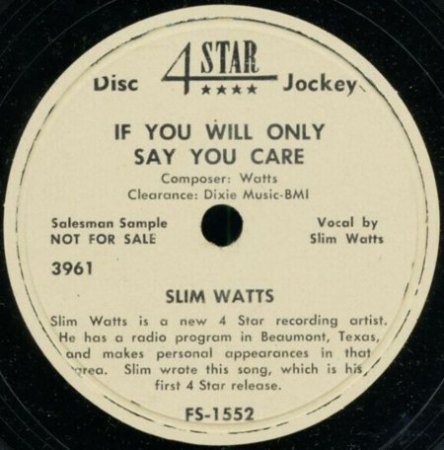 4 STAR
Disc ★★★★ Jockey
IF YOU WILL ONLY
SAY YOU CARE
Composer: Watts
Clearance: Dixie Music-BMI
Salesman Sample
NOT FOR SALE
Vocal by
Slim Watts
3961
SLIM WATTS
Slim Watts is a new 4 Star recording artist.
He has a radio program in Beaumont, Texas,
and makes personal appearances in that
area. Slim wrote this song, which is his
first 4 Star release.
FS-1552